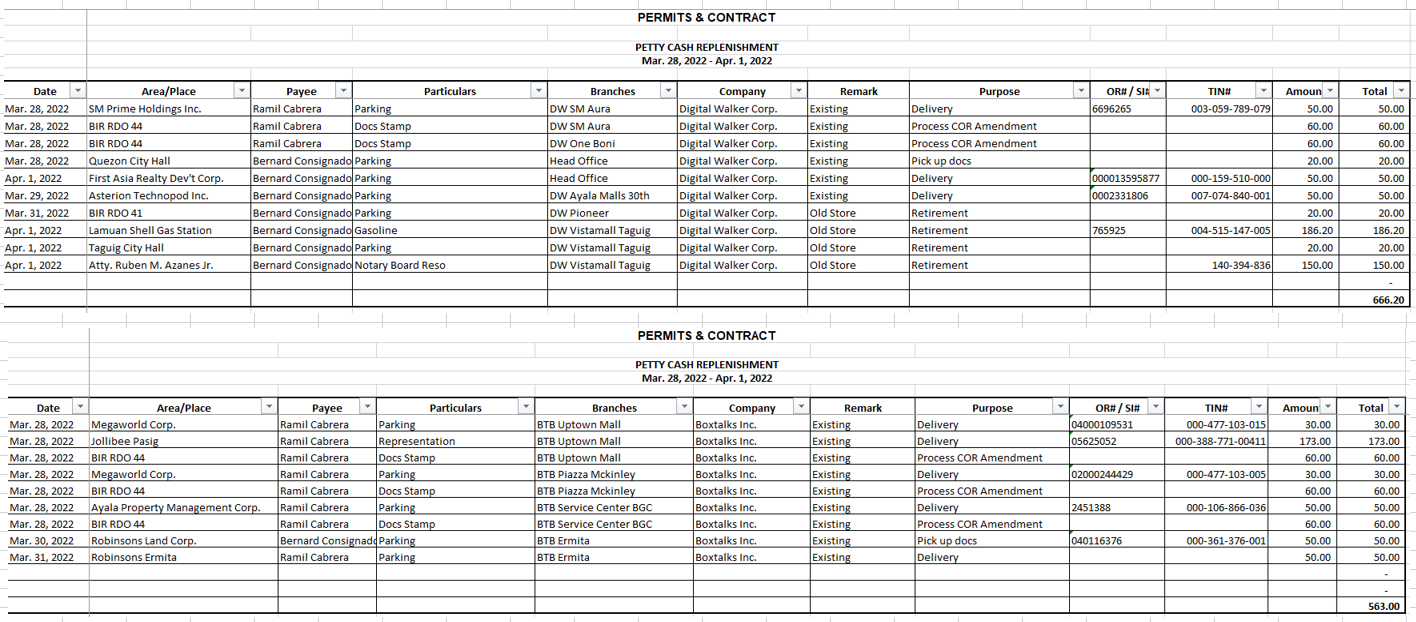 PERMITS & CONTRACT
PETTY CASH REPLENISHMENT
Mar. 28, 2022 - Apr. 1, 2022
Date Area/Place Payee Particulars Branches Company Remark Purpose OR# / SI# TIN# Amoun Total
Mar. 28, 2022 SM Prime Holdings Inc. Ramil Cabrera Parking DW SM Aura Digital Walker Corp. Existing Delivery 6696265 003-059-789-079 50.00 50.00
Mar. 28, 2022 BIR RDO 44 Ramil Cabrera Docs Stamp DW SM Aura Digital Walker Corp. Existing Process COR Amendment 60.00 60.00
Mar. 28, 2022 BIR RDO 44 Ramil Cabrera Docs Stamp DW One Boni Digital Walker Corp. Existing Process COR Amendment 60.00 60.00
Mar. 28, 2022 Quezon City Hall Bernard Consignado Parking Head Office Digital Walker Corp. Existing Pick up docs 20.00 20.00
Apr. 1, 2022 First Asia Realty Dev't Corp. Bernard Consignado Parking Head Office Digital Walker Corp. Existing Delivery 000013595877 000-159-510-000 50.00 50.00
Mar. 29, 2022 Asterion Technopod Inc. Bernard Consignado Parking DW Ayala Malls 30th Digital Walker Corp. Existing Delivery 0002331806 007-074-840-001 50.00 50.00
Mar. 31, 2022 BIR RDO 41 Bernard Consignado Parking DW Pioneer Digital Walker Corp. Old Store Retirement 20.00 20.00
Apr. 1, 2022 Lamuan Shell Gas Station Bernard Consignado Gasoline DW Vistamall Taguig Digital Walker Corp. Old Store Retirement 765925 004-515-147-005 186.20 186.20
Apr. 1, 2022 Taguig City Hall Bernard Consignado Parking DW Vistamall Taguig Digital Walker Corp. Old Store Retirement 20.00 20.00
Apr. 1, 2022 Atty. Ruben M. Azanes Jr. Bernard Consignado Notary Board Reso DW Vistamall Taguig Digital Walker Corp. Old Store Retirement 140-394-836 150.00 150.00
-
666.20
PERMITS & CONTRACT
PETTY CASH REPLENISHMENT
Mar. 28, 2022 - Apr. 1, 2022
Date Area/Place Payee Particulars Branches Company Remark Purpose OR# / SI# TIN# Amoun Total
Mar. 28, 2022 Megaworld Corp. Ramil Cabrera Parking BTB Uptown Mall Boxtalks Inc. Existing Delivery 04000109531 000-477-103-015 30.00 30.00
Mar. 28, 2022 Jollibee Pasig Ramil Cabrera Representation BTB Uptown Mall Boxtalks Inc. Existing Delivery 05625052 000-388-771-00411 173.00 173.00
Mar. 28, 2022 BIR RDO 44 Ramil Cabrera Docs Stamp BTB Uptown Mall Boxtalks Inc. Existing Process COR Amendment 60.00 60.00
Mar. 28, 2022 Megaworld Corp. Ramil Cabrera Parking BTB Piazza Mckinley Boxtalks Inc. Existing Delivery 02000244429 000-477-103-005 30.00 30.00
Mar. 28, 2022 BIR RDO 44 Ramil Cabrera Docs Stamp BTB Piazza Mckinley Boxtalks Inc. Existing Process COR Amendment 60.00 60.00
Mar. 28, 2022 Ayala Property Management Corp. Ramil Cabrera Parking BTB Service Center BGC Boxtalks Inc. Existing Delivery 2451388 000-106-866-036 50.00 50.00
Mar. 28, 2022 BIR RDO 44 Ramil Cabrera Docs Stamp BTB Service Center BGC Boxtalks Inc. Existing Process COR Amendment 60.00 60.00
Mar. 30, 2022 Robinsons Land Corp. Bernard Consignado Parking BTB Ermita Boxtalks Inc. Existing Pick up docs 040116376 000-361-376-001 50.00 50.00
Mar. 31, 2022 Robinsons Ermita Ramil Cabrera Parking BTB Ermita Boxtalks Inc. Existing Delivery 50.00 50.00
-
-
563.00